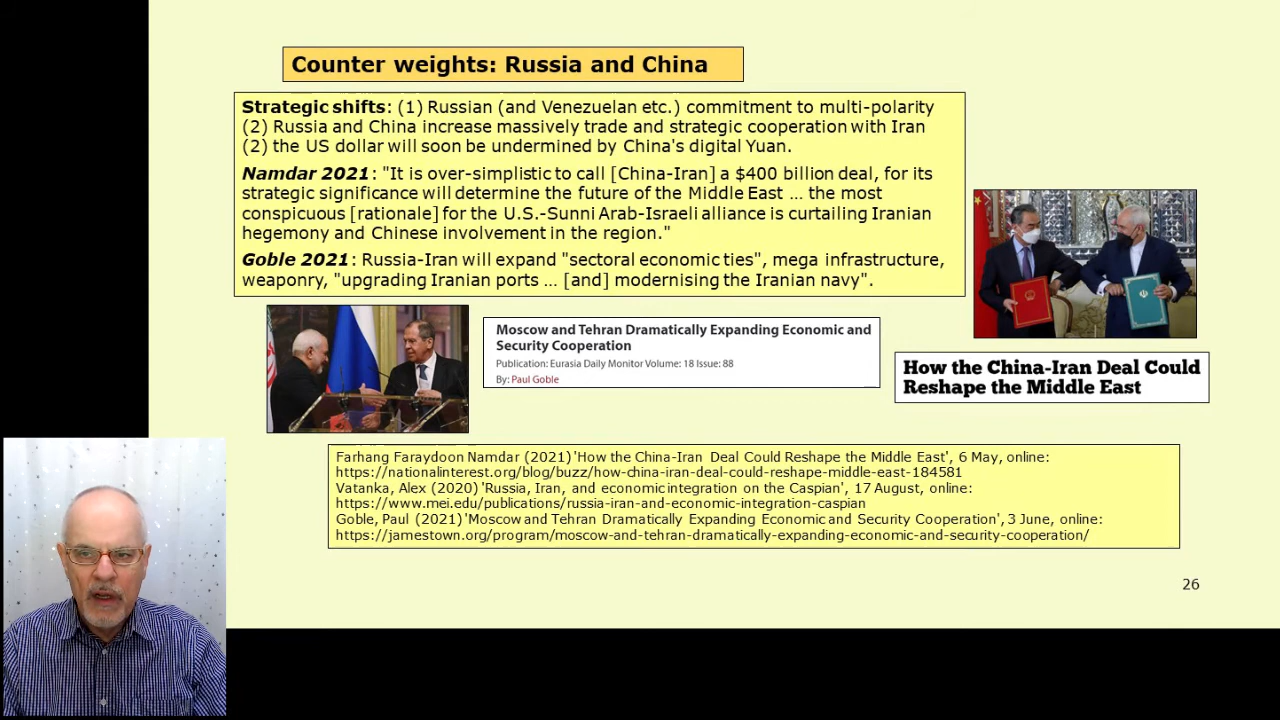 Counter weights: Russia and China
Strategic shifts: (1) Russian (and Venezuelan etc.) commitment to multi-polarity
(2) Russia and China increase massively trade and strategic cooperation with Iran
(2) the US dollar will soon be undermined by China's digital Yuan.
Namdar 2021: "It is over-simplistic to call [China-Iran] a $400 billion deal, for its
strategic significance will determine the future of the Middle East ... the most
conspicuous [rationale] for the U.S.-Sunni Arab-Israeli alliance is curtailing Iranian
hegemony and Chinese involvement in the region."
Goble 2021: Russia-Iran will expand "sectoral economic ties", mega infrastructure,
weaponry, "upgrading Iranian ports ... [and] modernising the Iranian navy".
Moscow and Tehran Dramatically Expanding Economic and
Security Cooperation
Publication: Eurasia Daily Monitor Volume: 18 Issue: 88
By: Paul Goble
How the China-Iran Deal Could
Reshape the Middle East
Farhang Faraydoon Namdar (2021) 'How the China-Iran Deal Could Reshape the Middle East', 6 May, online:
https://nationalinterest.org/blog/buzz/how-china-iran-deal-could-reshape-middle-east-184581
Vatanka, Alex (2020) 'Russia, Iran, and economic integration on the Caspian', 17 August, online:
https://www.mei.edu/publications/russia-iran-and-economic-integration-caspian
Goble, Paul (2021) 'Moscow and Tehran Dramatically Expanding Economic and Security Cooperation', 3 June, online:
https://jamestown.org/program/moscow-and-tehran-dramatically-expanding-economic-and-security-cooperation/
26